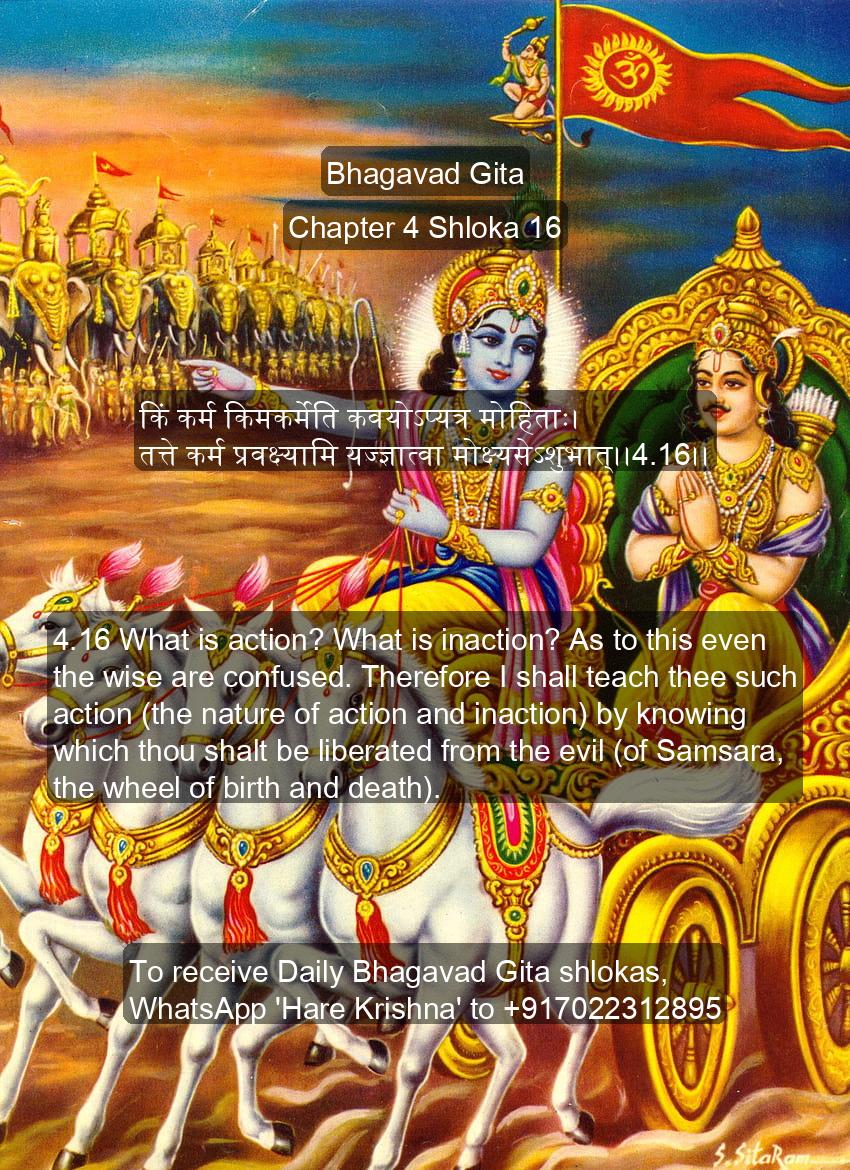 ॐ
Bhagavad Gita
Chapter 4 Shloka 16
किं कर्म किमकर्मेति कवयोऽप्यत्र मोहिताः।
तत्ते कर्म प्रवक्ष्यामि यज्ज्ञात्वा मोक्ष्यसेऽशुभात्।।4.16।।
4.16 What is action? What is inaction? As to this even
the wise are confused. Therefore I shall teach thee such
action (the nature of action and inaction) by knowing
which thou shalt be liberated from the evil (of Samsara,
the wheel of birth and death).
To receive Daily Bhagavad Gita shlokas,
WhatsApp 'Hare Krishna' to +917022312895
S. SitaRam